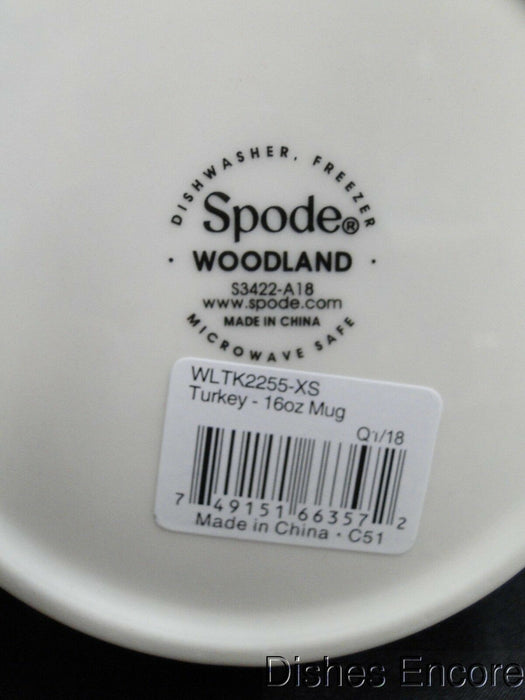 DISHWASHER, FREEZER
Spode®
· WOODLAND ·
S3422-A18
www.spode.com
MADE IN CHINA
MICROWAVE SAFE
WLTK2255-XS
Turkey - 16oz Mug
Q1/18
7 49151 66357 2
Made in China · C51
Dishes Encore